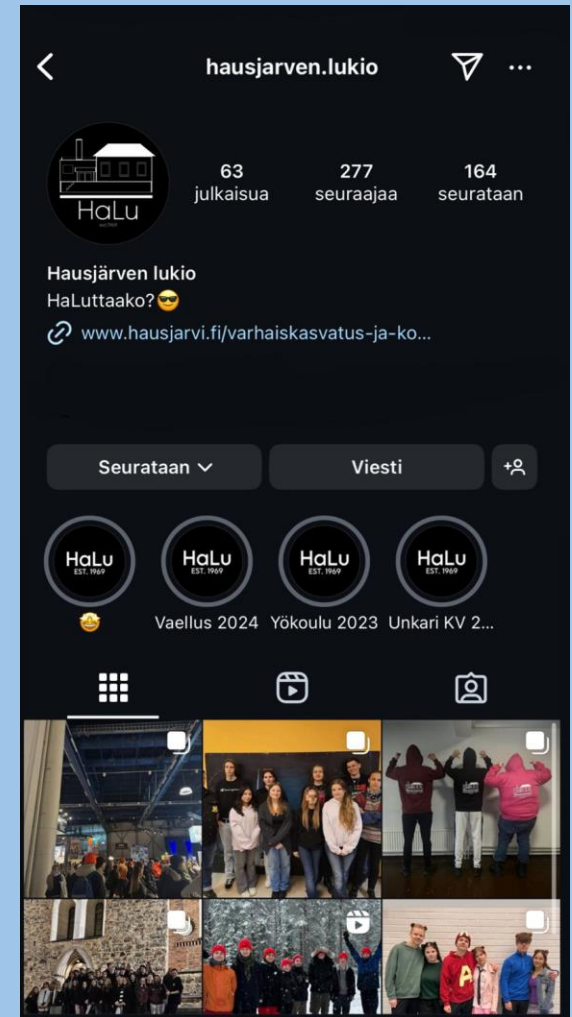 hausjarven.lukio
63
julkaisua
277
seuraajaa
164
seurataan
HaLu
Hausjärven lukio
HaLuttaako?😎
www.hausjarvi.fi/varhaiskasvatus-ja-ko...
Seurataan
Viesti
HaLu
EST. 1969
HaLu
EST. 1969
HaLu
EST. 1969
HaLu
EST. 1969
🤩
Vaellus 2024
Yökoulu 2023
Unkari KV 2...
A